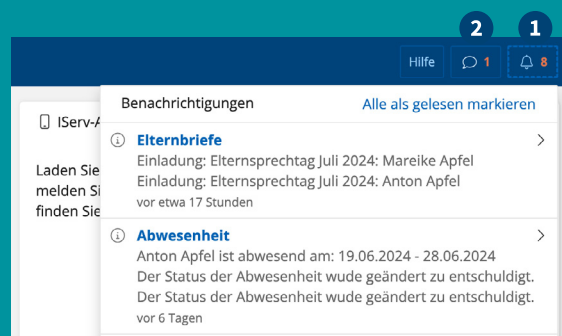 2 1
Hilfe 1 8
Benachrichtigungen Alle als gelesen markieren
IServ-A
Laden Sie
melden Si
finden Sie
Elternbriefe
Einladung: Elternsprechtag Juli 2024: Mareike Apfel
Einladung: Elternsprechtag Juli 2024: Anton Apfel
vor etwa 17 Stunden
Abwesenheit
Anton Apfel ist abwesend am: 19.06.2024 - 28.06.2024
Der Status der Abwesenheit wude geändert zu entschuldigt.
Der Status der Abwesenheit wude geändert zu entschuldigt.
vor 6 Tagen